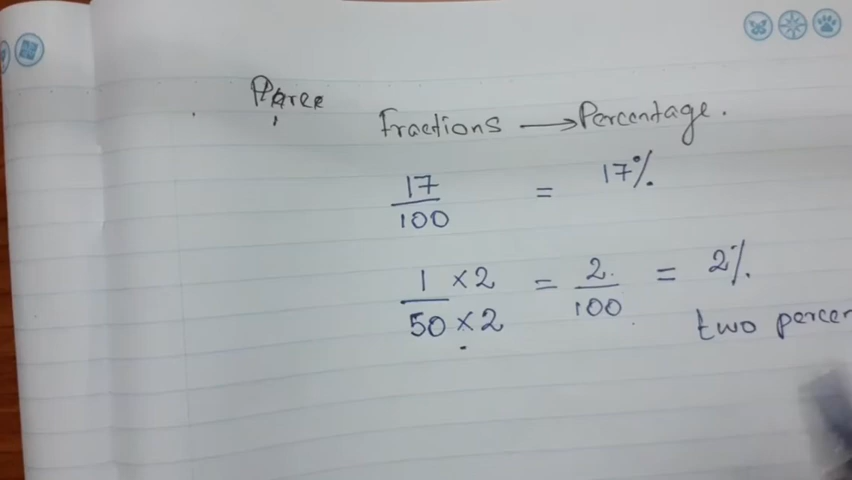 Fractions → Percentage.
17/100 = 17%
1 × 2 / 50 × 2 = 2/100 = 2%
two percen